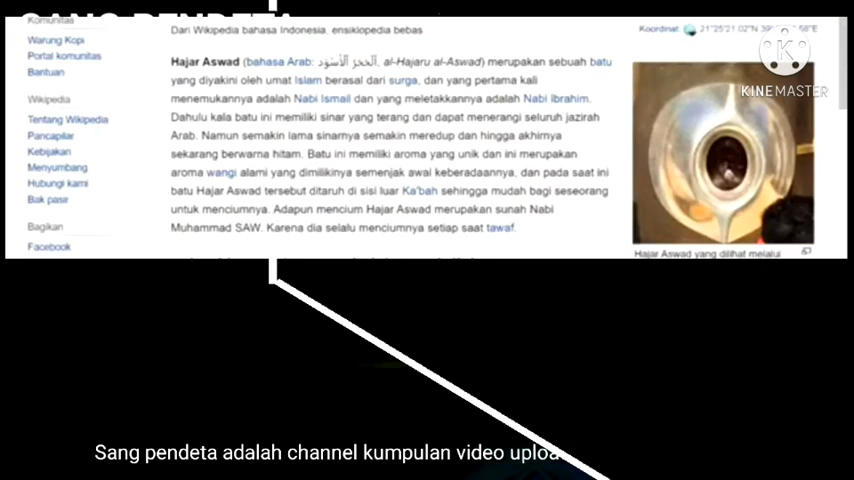 SANG PENDETA
Komunitas
Dari Wikipedia bahasa Indonesia, ensiklopedia bebas
Koordinat:
Warung Kopi
Portal komunitas
Bantuan
Wikipedia
Tentang Wikipedia
Pancapilar
Kebijakan
Menyumbang
Hubungi kami
Bak pasir
Bagikan
Facebook
Hajar Aswad (bahasa Arab: الحجر الأسود, al-Hajaru al-Aswad) merupakan sebuah batu
yang diyakini oleh umat Islam berasal dari surga, dan yang pertama kali
menemukannya adalah Nabi Ismail dan yang meletakkannya adalah Nabi Ibrahim.
Dahulu kala batu ini memiliki sinar yang terang dan dapat menerangi seluruh jazirah
Arab. Namun semakin lama sinarnya semakin meredup dan hingga akhirnya
sekarang berwarna hitam. Batu ini memiliki aroma yang unik dan ini merupakan
aroma wangi alami yang dimilikinya semenjak awal keberadaannya, dan pada saat ini
batu Hajar Aswad tersebut ditaruh di sisi luar Ka'bah sehingga mudah bagi seseorang
untuk menciumnya. Adapun mencium Hajar Aswad merupakan sunah Nabi
Muhammad SAW. Karena dia selalu menciumnya setiap saat tawaf.
K
KINEMASTER
Hajar Aswad yang dilihat melalui
Sang pendeta adalah channel kumpulan video uploa